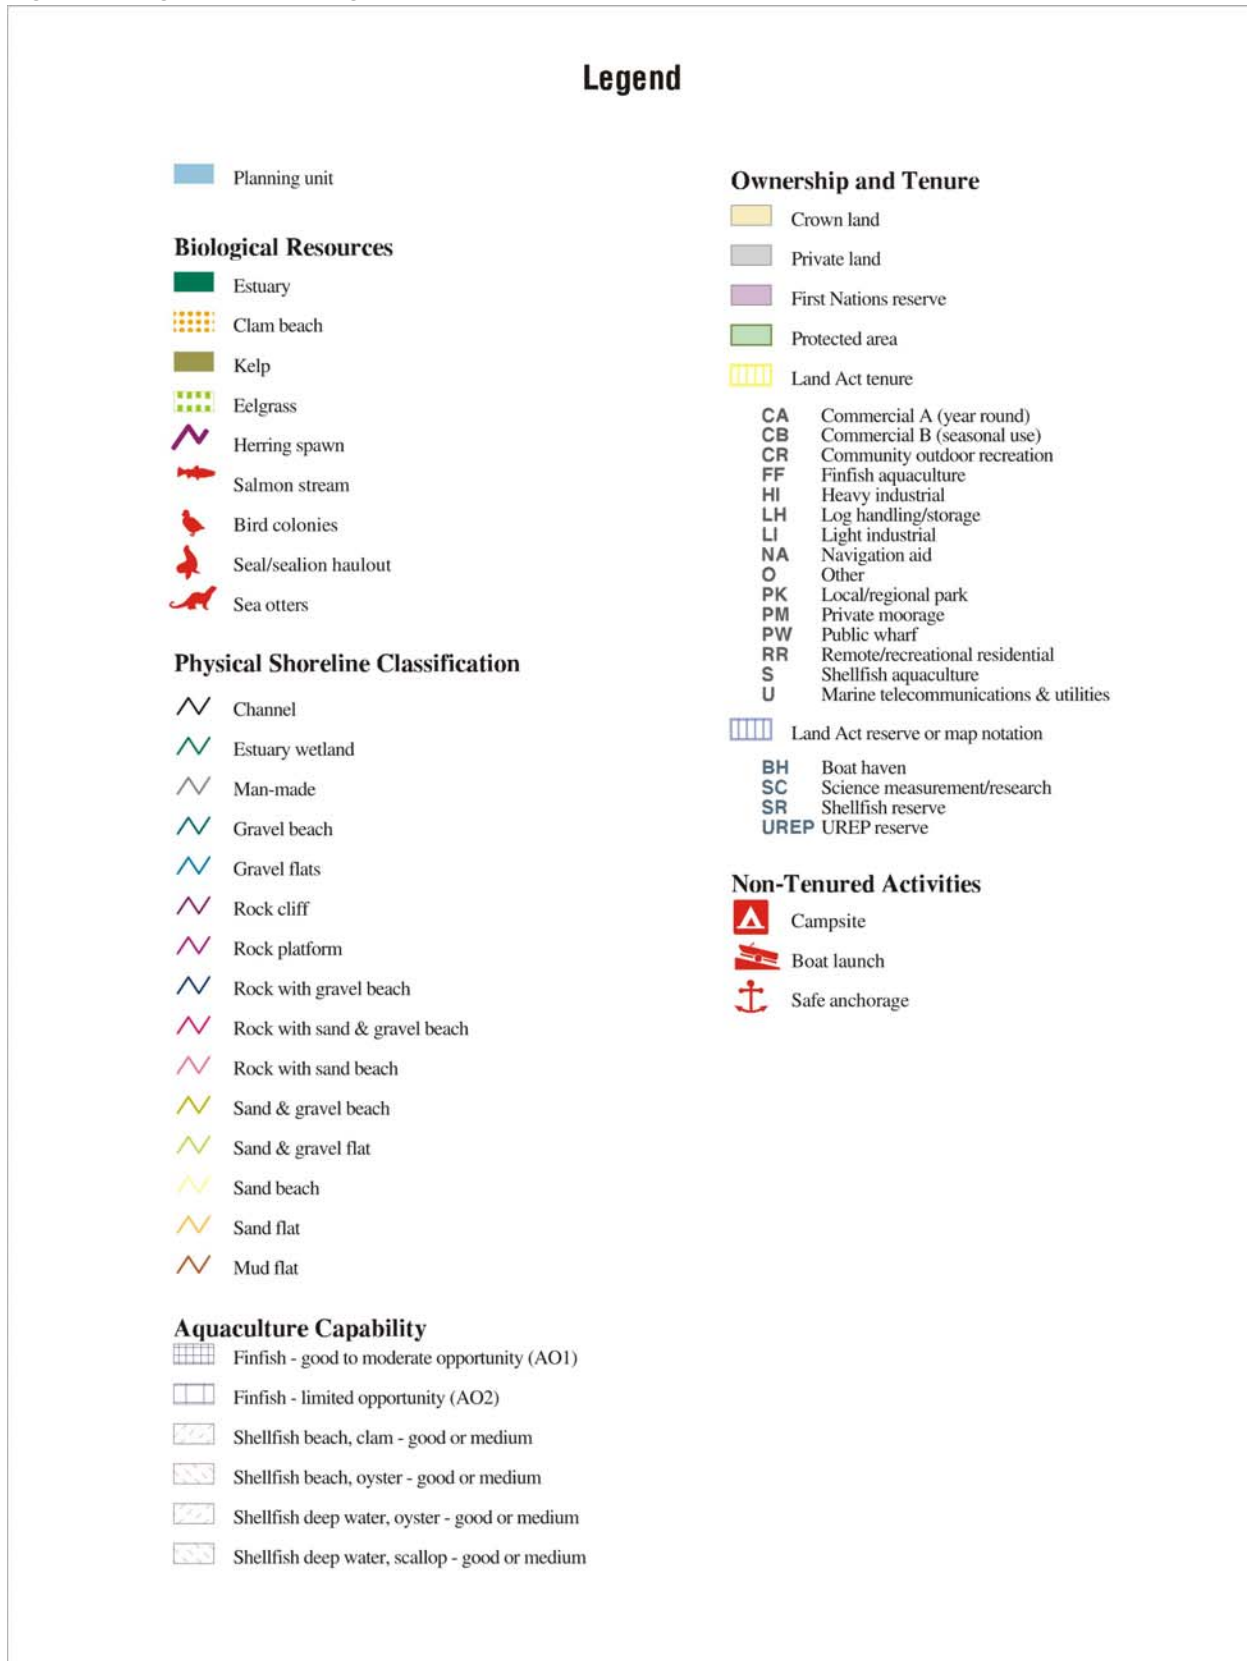 Legend
Planning unit
Biological Resources
Estuary
Clam beach
Kelp
Eelgrass
Herring spawn
Salmon stream
Bird colonies
Seal/sealion haulout
Sea otters
Physical Shoreline Classification
Channel
Estuary wetland
Man-made
Gravel beach
Gravel flats
Rock cliff
Rock platform
Rock with gravel beach
Rock with sand & gravel beach
Rock with sand beach
Sand & gravel beach
Sand & gravel flat
Sand beach
Sand flat
Mud flat
Aquaculture Capability
Finfish - good to moderate opportunity (AO1)
Finfish - limited opportunity (AO2)
Shellfish beach, clam - good or medium
Shellfish beach, oyster - good or medium
Shellfish deep water, oyster - good or medium
Shellfish deep water, scallop - good or medium
Ownership and Tenure
Crown land
Private land
First Nations reserve
Protected area
Land Act tenure
CA Commercial A (year round)
CB Commercial B (seasonal use)
CR Community outdoor recreation
FF Finfish aquaculture
HI Heavy industrial
LH Log handling/storage
LI Light industrial
NA Navigation aid
O Other
PK Local/regional park
PM Private moorage
PW Public wharf
RR Remote/recreational residential
S Shellfish aquaculture
U Marine telecommunications & utilities
Land Act reserve or map notation
BH Boat haven
SC Science measurement/research
SR Shellfish reserve
UREP UREP reserve
Non-Tenured Activities
Campsite
Boat launch
Safe anchorage